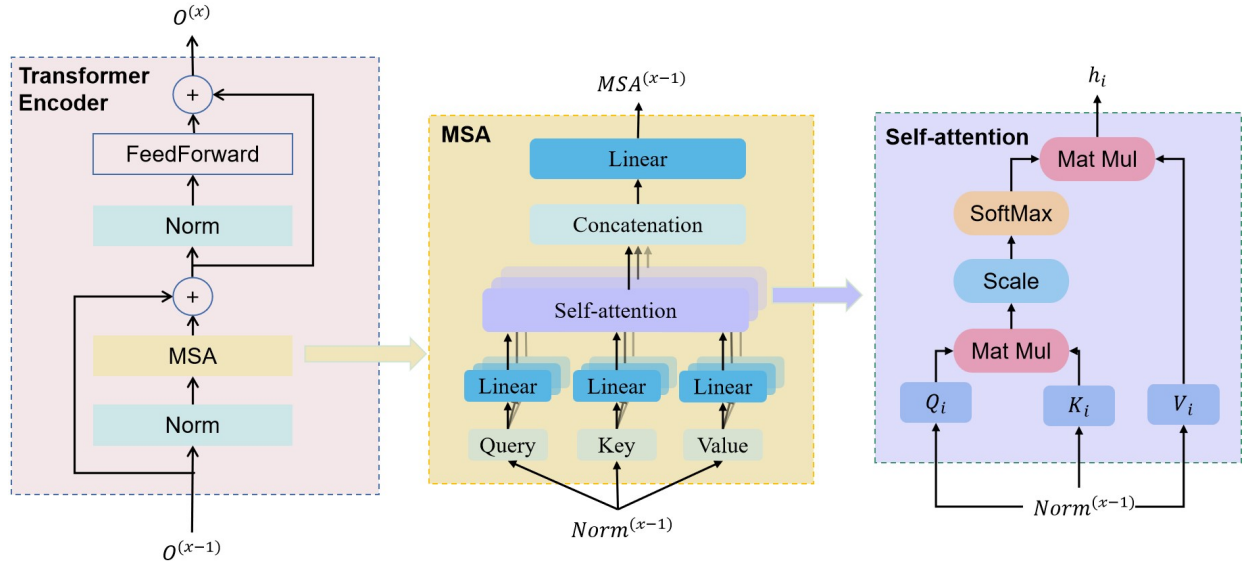 O^(x)
Transformer
Encoder
+
FeedForward
Norm
+
MSA
Norm
O^(x−1)
MSA^(x−1)
MSA
Linear
Concatenation
Self-attention
Linear Linear Linear
Query Key Value
Norm^(x−1)
h_i
Self-attention
Mat Mul
SoftMax
Scale
Mat Mul
Q_i K_i V_i
Norm^(x−1)